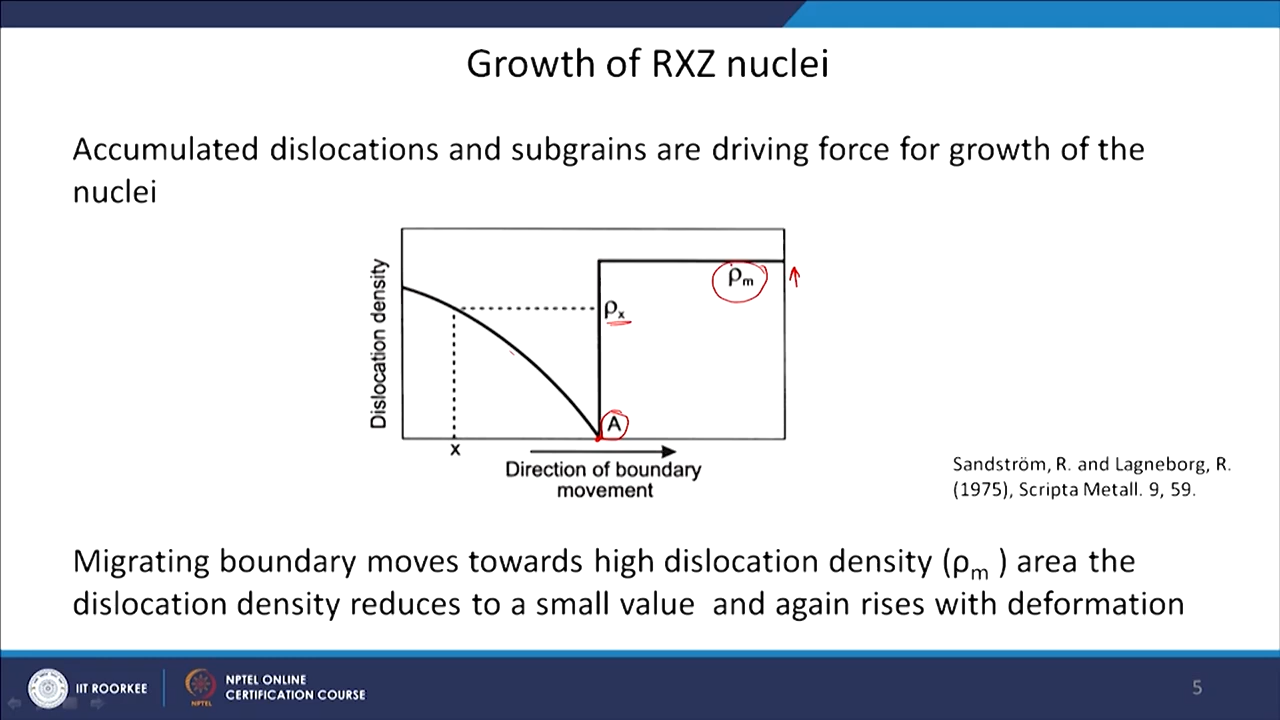 Growth of RXZ nuclei
Accumulated dislocations and subgrains are driving force for growth of the
nuclei
Dislocation density
ρm
ρx
A
x
Direction of boundary
movement
Sandström, R. and Lagneborg, R.
(1975), Scripta Metall. 9, 59.
Migrating boundary moves towards high dislocation density (ρm ) area the
dislocation density reduces to a small value and again rises with deformation
IIT ROORKEE
NPTEL
NPTEL ONLINE
CERTIFICATION COURSE
5